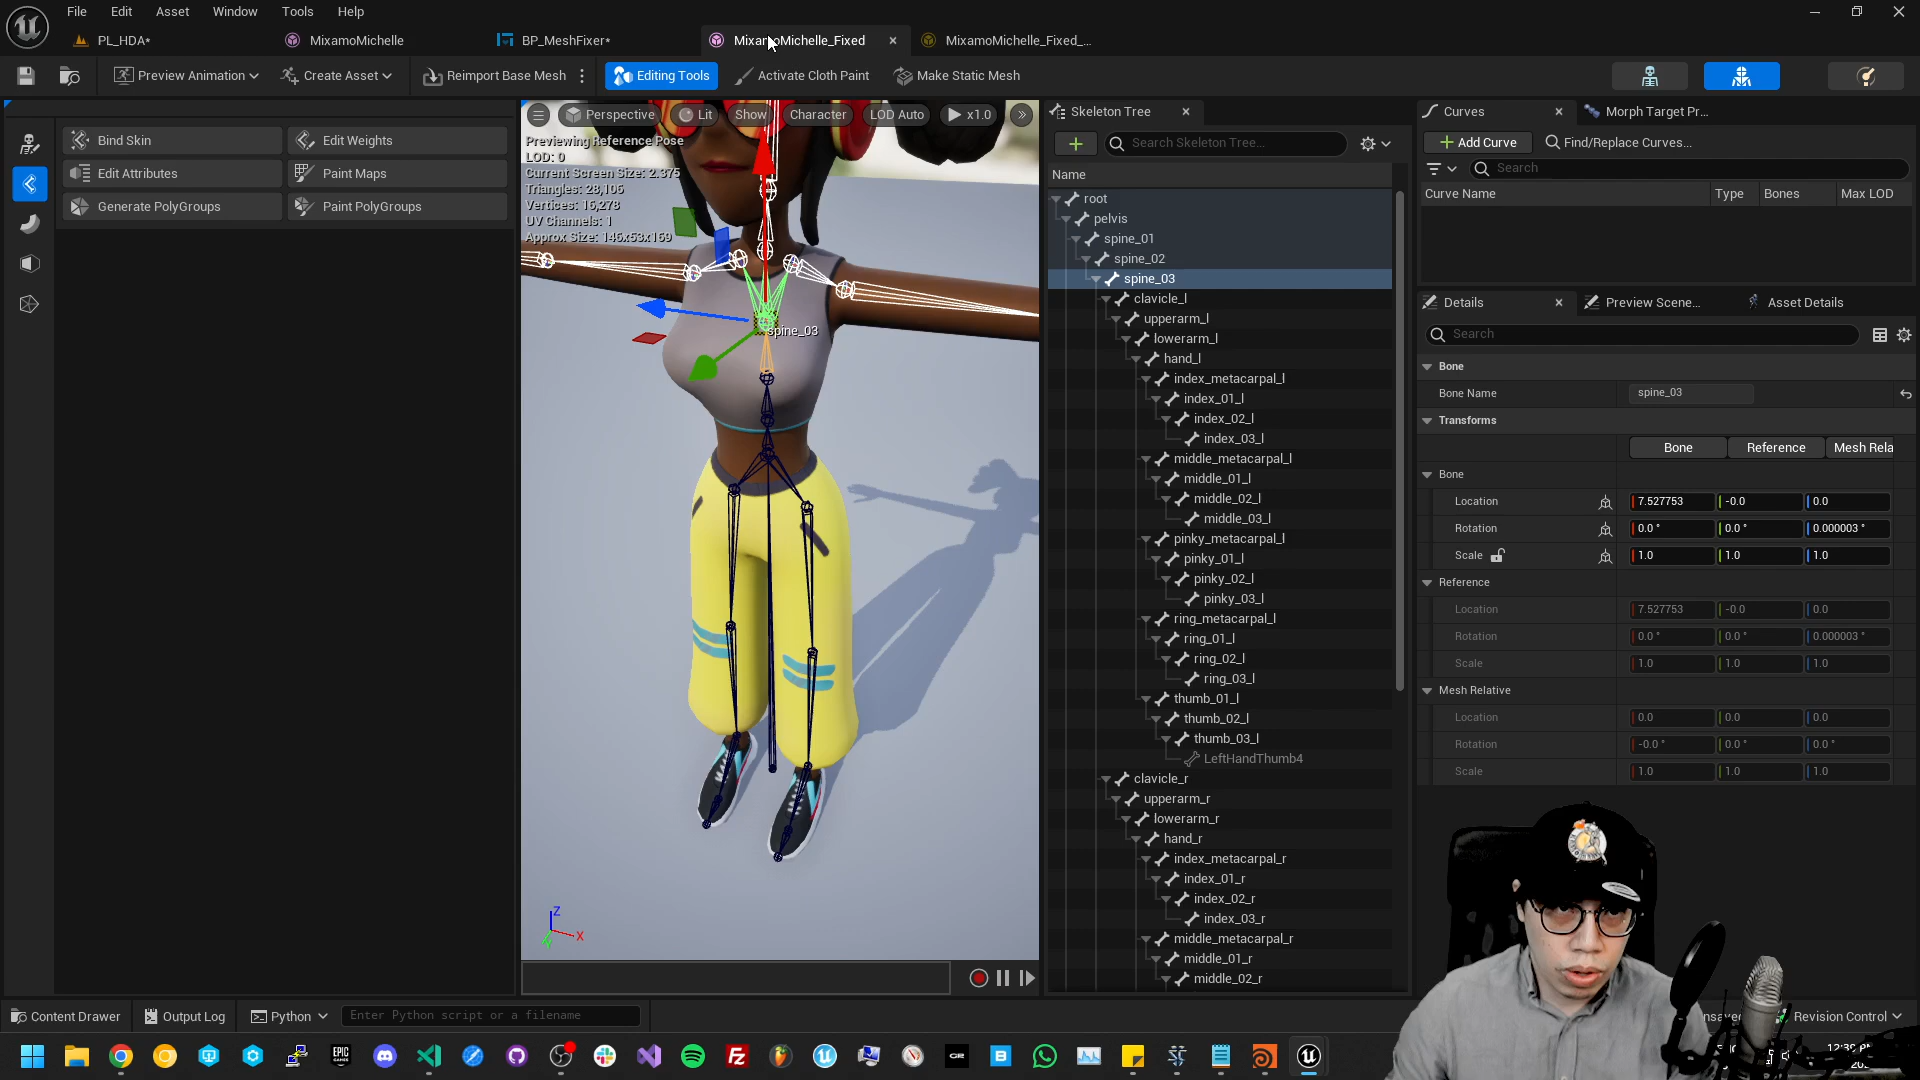 File Edit Asset Window Tools Help
PL_HDA* MixamoMichelle BP_MeshFixer* MixamoMichelle_Fixed MixamoMichelle_Fixed_...
Preview Animation Create Asset Reimport Base Mesh Editing Tools Activate Cloth Paint Make Static Mesh
Bind Skin Edit Weights
Edit Attributes Paint Maps
Generate PolyGroups Paint PolyGroups
Perspective Lit Show Character LOD Auto x1.0
Previewing Reference Pose
LOD: 0
Current Screen Size: 2.375
Triangles: 28,106
Vertices: 16,278
UV Channels: 1
Approx Size: 146x53x169
spine_03
Z
X
Y
Skeleton Tree
Search Skeleton Tree...
Name
root
pelvis
spine_01
spine_02
spine_03
clavicle_l
upperarm_l
lowerarm_l
hand_l
index_metacarpal_l
index_01_l
index_02_l
index_03_l
middle_metacarpal_l
middle_01_l
middle_02_l
middle_03_l
pinky_metacarpal_l
pinky_01_l
pinky_02_l
pinky_03_l
ring_metacarpal_l
ring_01_l
ring_02_l
ring_03_l
thumb_01_l
thumb_02_l
thumb_03_l
LeftHandThumb4
clavicle_r
upperarm_r
lowerarm_r
hand_r
index_metacarpal_r
index_01_r
index_02_r
index_03_r
middle_metacarpal_r
middle_01_r
middle_02_r
Curves Morph Target Pr...
Add Curve Find/Replace Curves...
Search
Curve Name Type Bones Max LOD
Details Preview Scene... Asset Details
Search
Bone
Bone Name spine_03
Transforms
Bone Reference Mesh Rela
Bone
Location 7.527753 -0.0 0.0
Rotation 0.0 ° 0.0 ° 0.000003 °
Scale 1.0 1.0 1.0
Reference
Location 7.527753 -0.0 0.0
Rotation 0.0 ° 0.0 ° 0.000003 °
Scale 1.0 1.0 1.0
Mesh Relative
Location 0.0 0.0 0.0
Rotation -0.0 ° 0.0 ° 0.0 °
Scale 1.0 1.0 1.0
Content Drawer Output Log Python Enter Python script or a filename Revision Control
EPIC GAMES